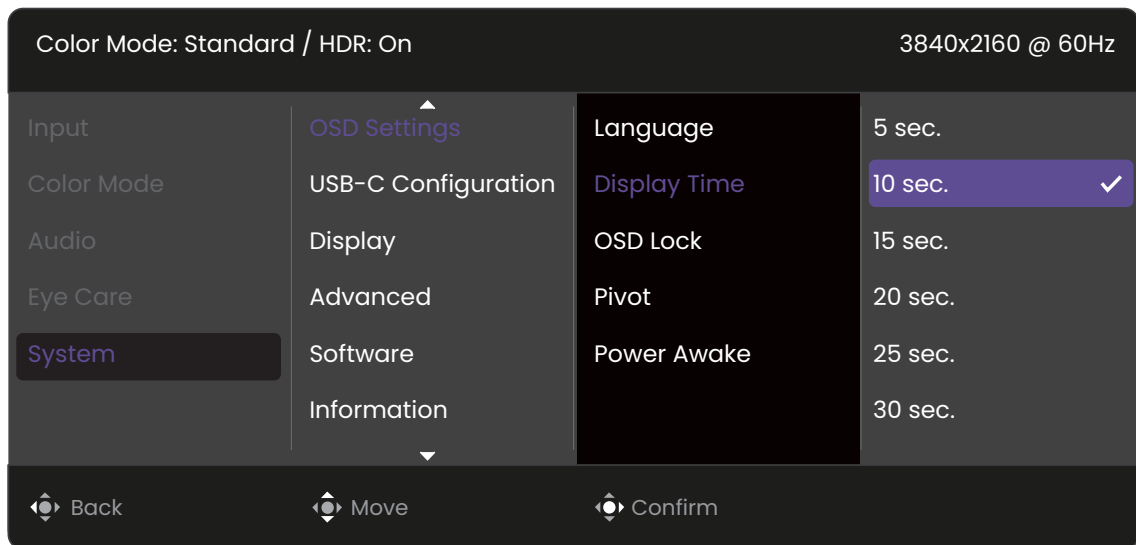 Color Mode: Standard / HDR: On
3840x2160 @ 60Hz
Input
Color Mode
Audio
Eye Care
System
OSD Settings
USB-C Configuration
Display
Advanced
Software
Information
Language
Display Time
OSD Lock
Pivot
Power Awake
5 sec.
10 sec.
15 sec.
20 sec.
25 sec.
30 sec.
Back
Move
Confirm